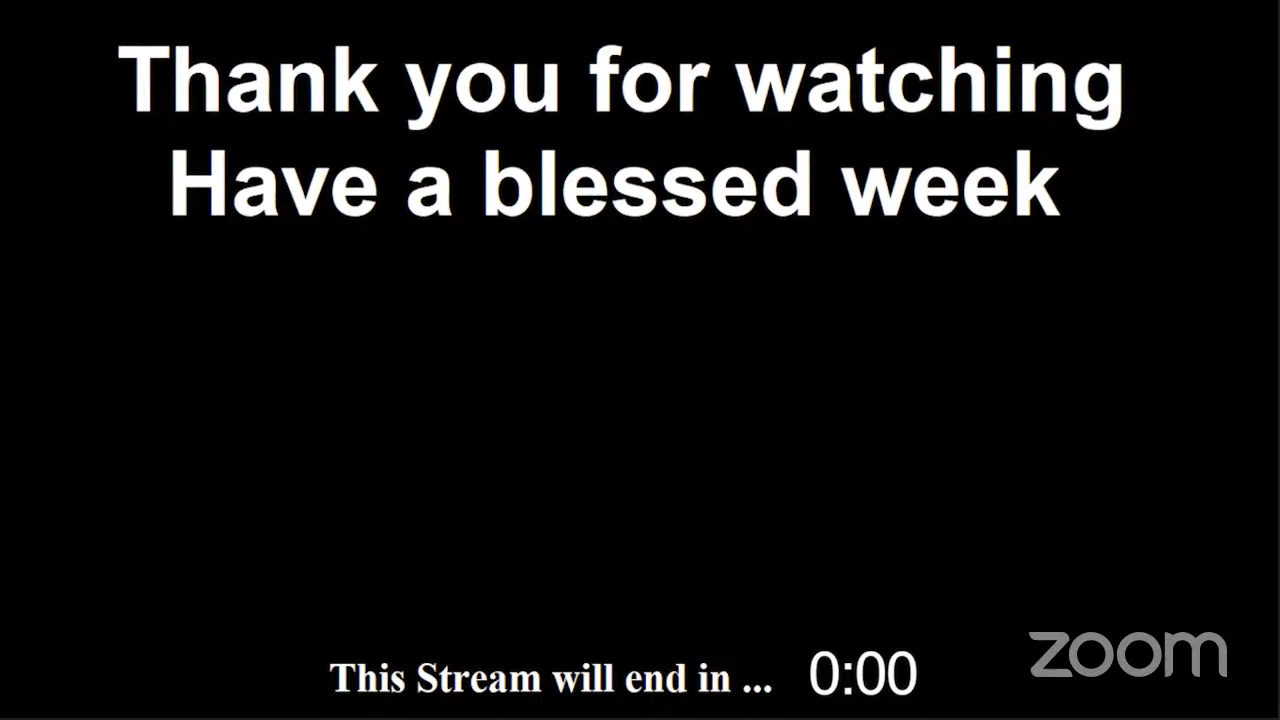 Thank you for watching
Have a blessed week
This Stream will end in ... 0:00
zoom